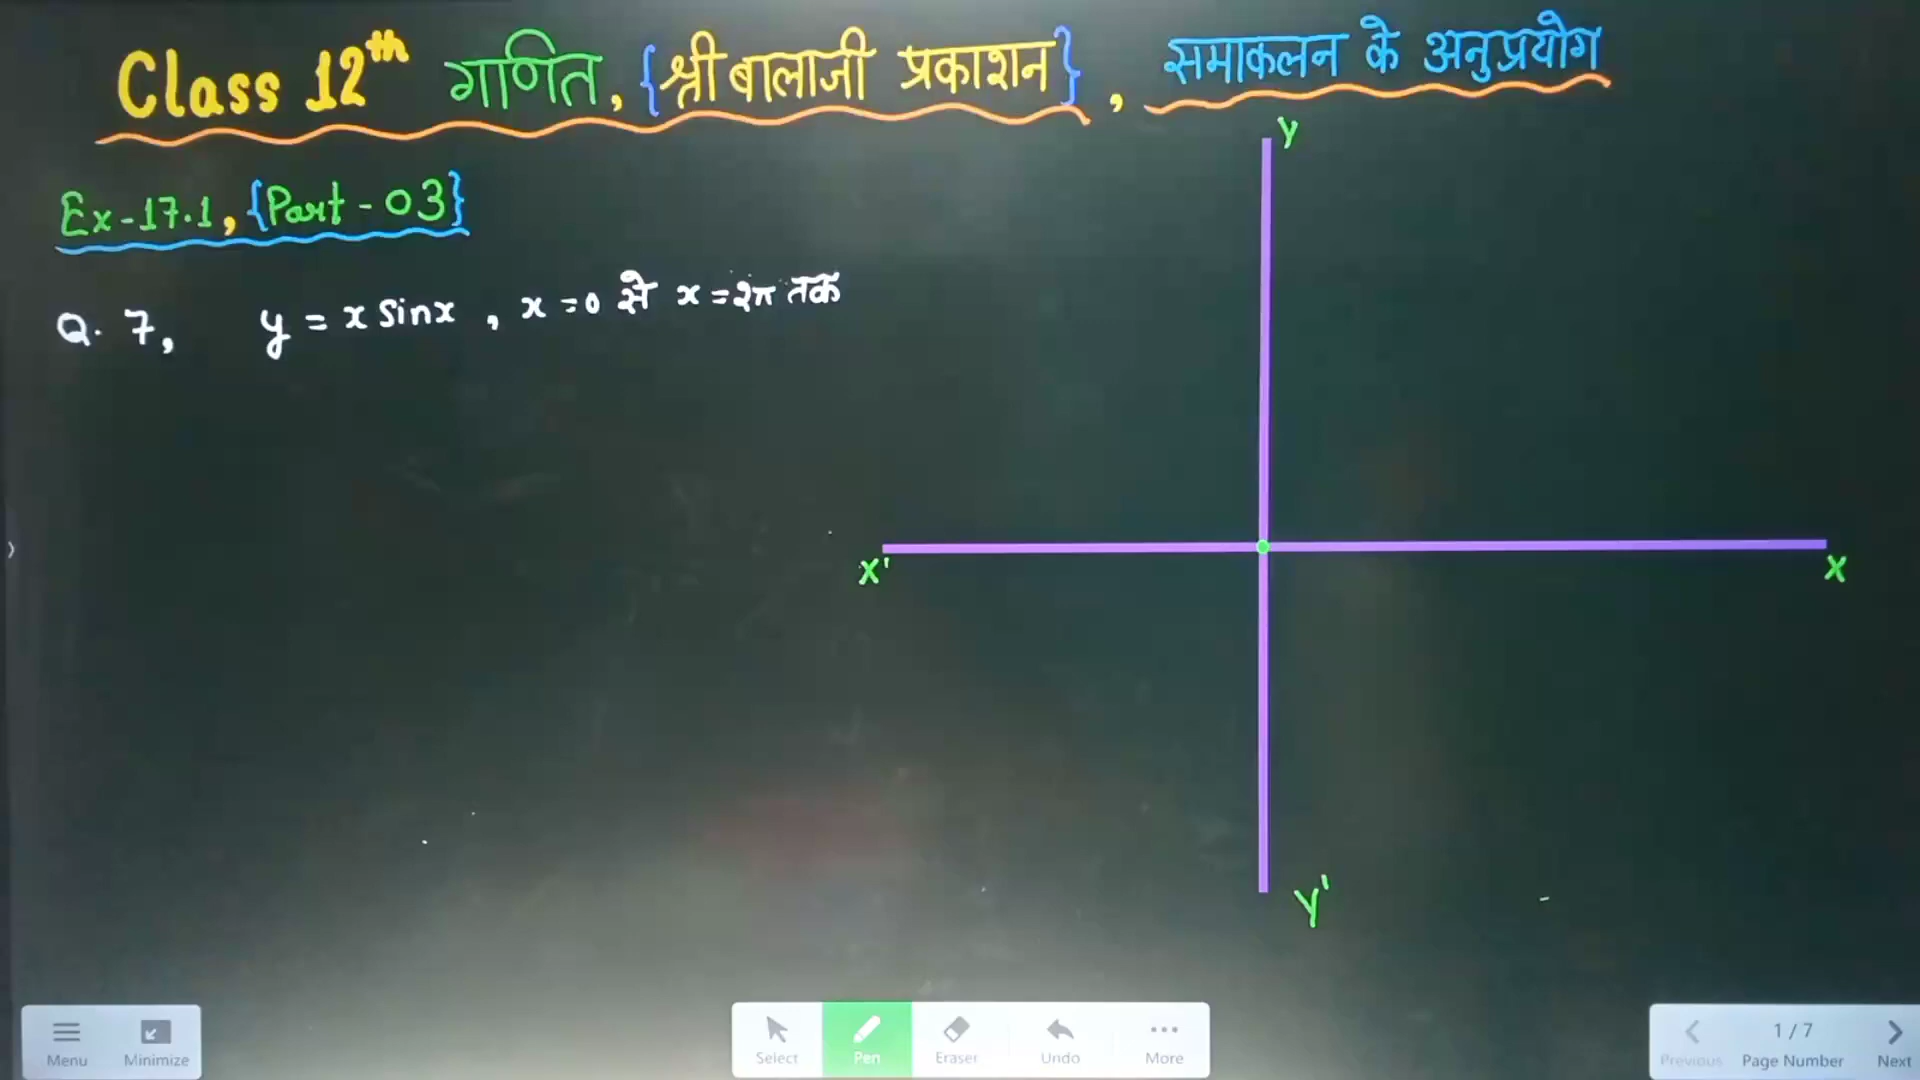 Class 12th गणित, {श्री बालाजी प्रकाशन}, समाकलन के अनुप्रयोग
Ex-17.1, {Part-03}
Q. 7, y = x sinx, x=0 से x=2π तक
Y
X' X
Y'
Menu Minimize Select Pen Eraser Undo More Previous 1 / 7 Page Number Next